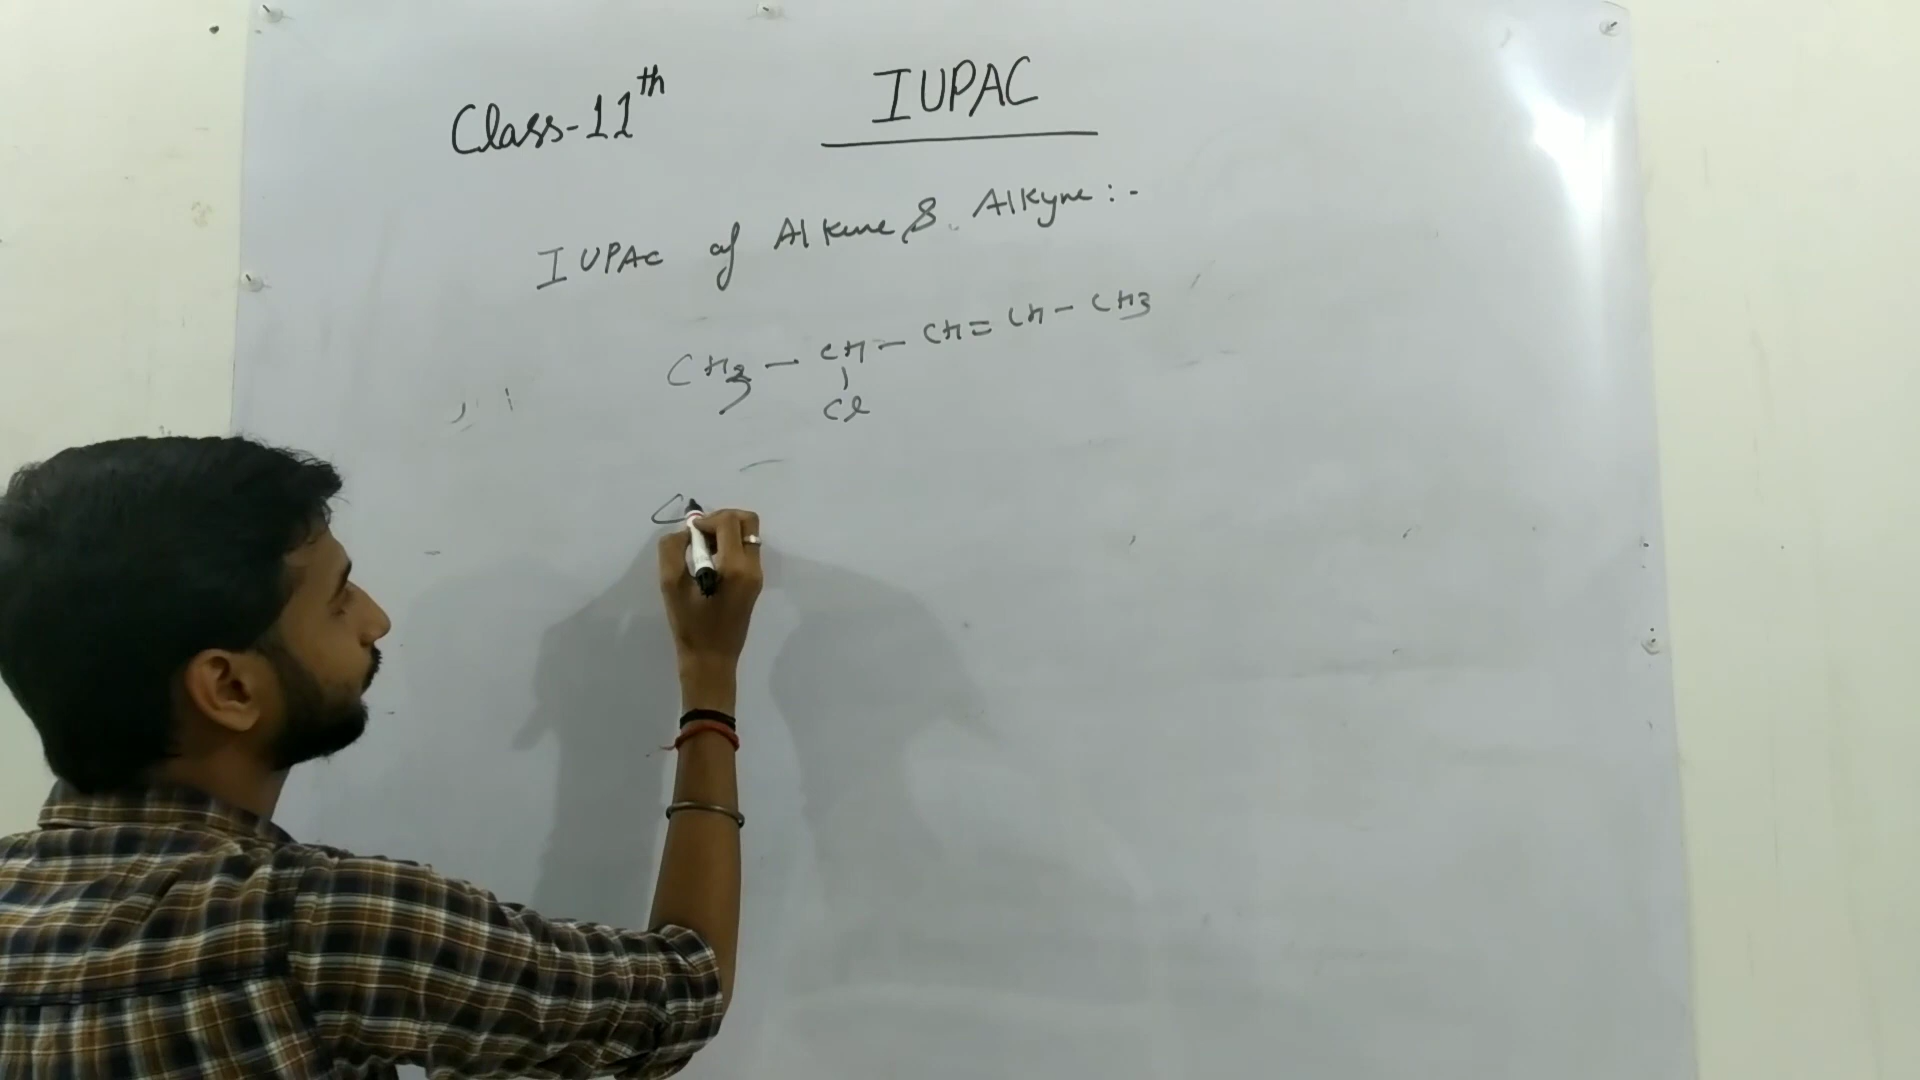 Class-11th IUPAC
IUPAC of Alkene & Alkyne :-
CH3 - CH - CH = CH - CH3
Cl
C